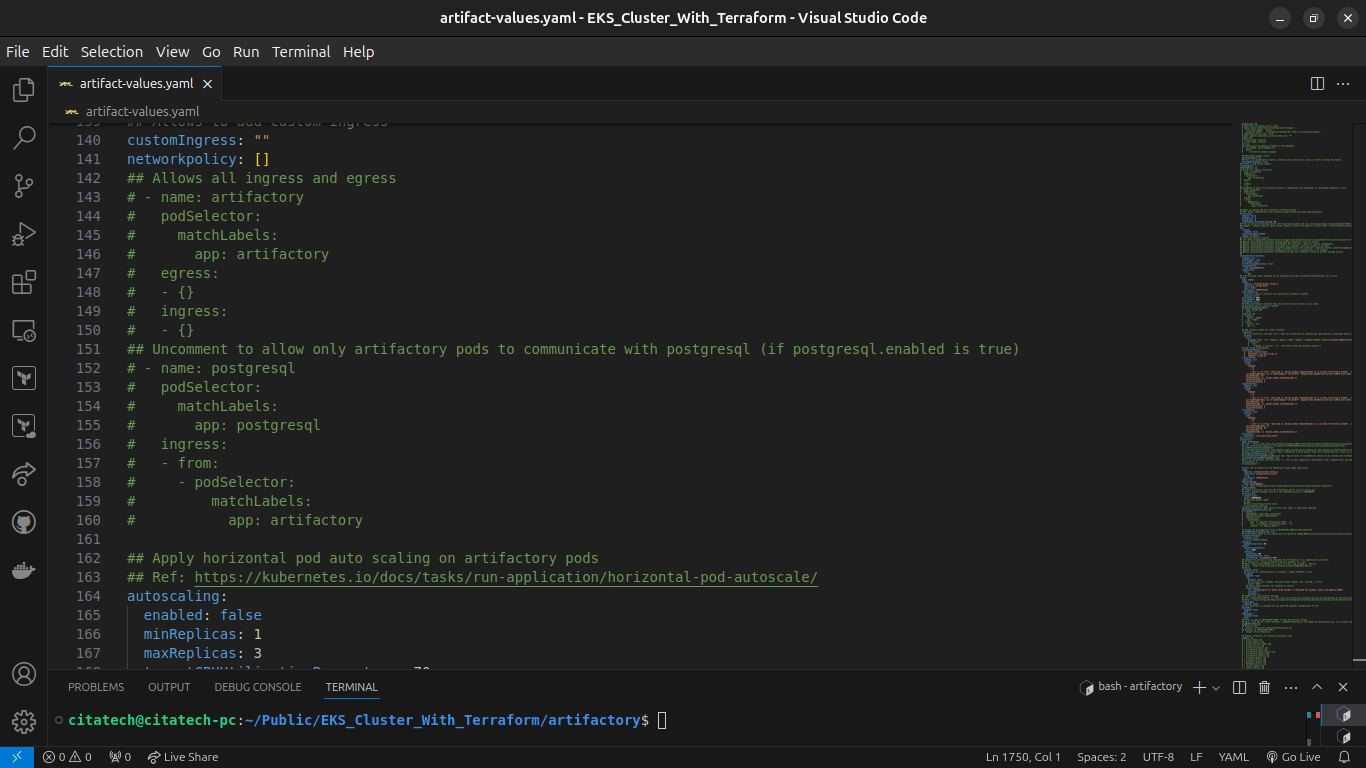 artifact-values.yaml - EKS_Cluster_With_Terraform - Visual Studio Code
File Edit Selection View Go Run Terminal Help
artifact-values.yaml
artifact-values.yaml
139 ## Allows to add custom ingress
140 customIngress: ""
141 networkpolicy: []
142 ## Allows all ingress and egress
143 # - name: artifactory
144 #   podSelector:
145 #     matchLabels:
146 #       app: artifactory
147 #   egress:
148 #   - {}
149 #   ingress:
150 #   - {}
151 ## Uncomment to allow only artifactory pods to communicate with postgresql (if postgresql.enabled is true)
152 # - name: postgresql
153 #   podSelector:
154 #     matchLabels:
155 #       app: postgresql
156 #   ingress:
157 #   - from:
158 #     - podSelector:
159 #         matchLabels:
160 #           app: artifactory
161
162 ## Apply horizontal pod auto scaling on artifactory pods
163 ## Ref: https://kubernetes.io/docs/tasks/run-application/horizontal-pod-autoscale/
164 autoscaling:
165   enabled: false
166   minReplicas: 1
167   maxReplicas: 3
168   targetCPUUtilizationPercentage: 70
PROBLEMS OUTPUT DEBUG CONSOLE TERMINAL bash - artifactory
citatech@citatech-pc:~/Public/EKS_Cluster_With_Terraform/artifactory$
0 0 0 Live Share Ln 1750, Col 1 Spaces: 2 UTF-8 LF YAML Go Live